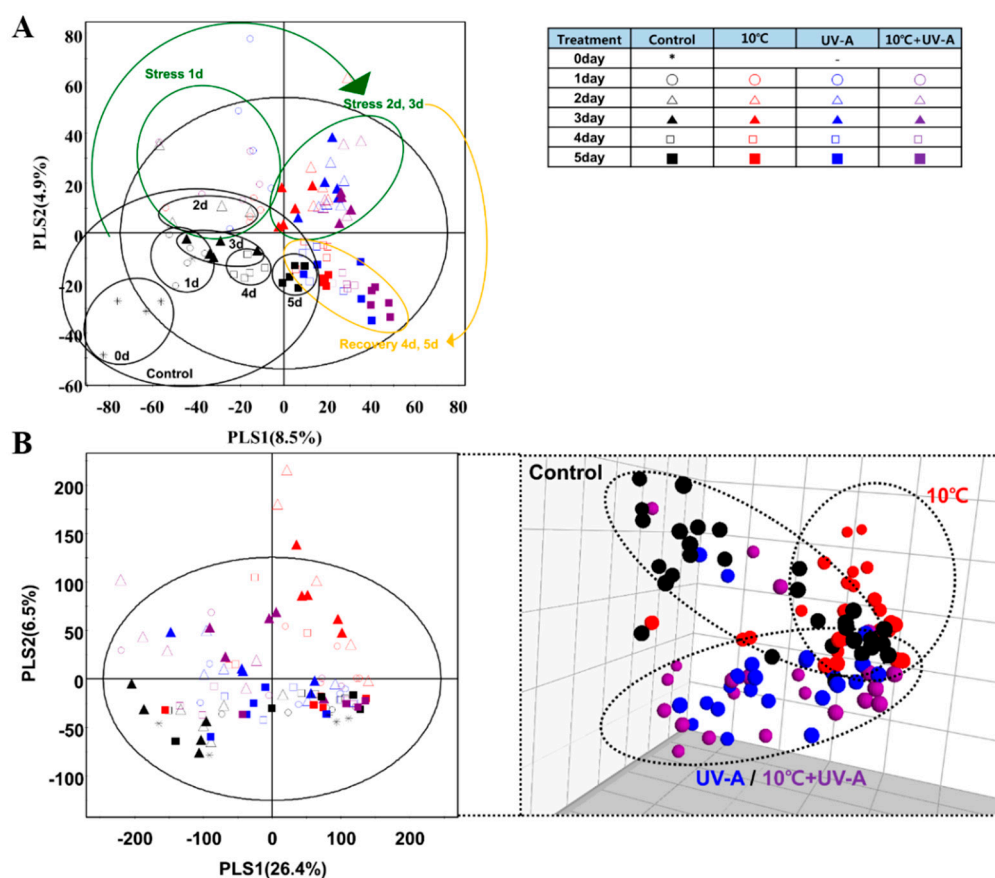 A
80
60
40
20
0
-20
-40
-60
PLS2(4.9%)
Stress 1d
Stress 2d, 3d
2d
3d
1d
4d
5d
0d
Control
Recovery 4d, 5d
-80 -60 -40 -20 0 20 40 60 80
PLS1(8.5%)
Treatment Control 10℃ UV-A 10℃+UV-A
0day * -
1day
2day
3day
4day
5day
B
200
150
100
50
0
-50
-100
PLS2(6.5%)
-200 -100 0 100 200
PLS1(26.4%)
Control
10℃
UV-A / 10℃+UV-A